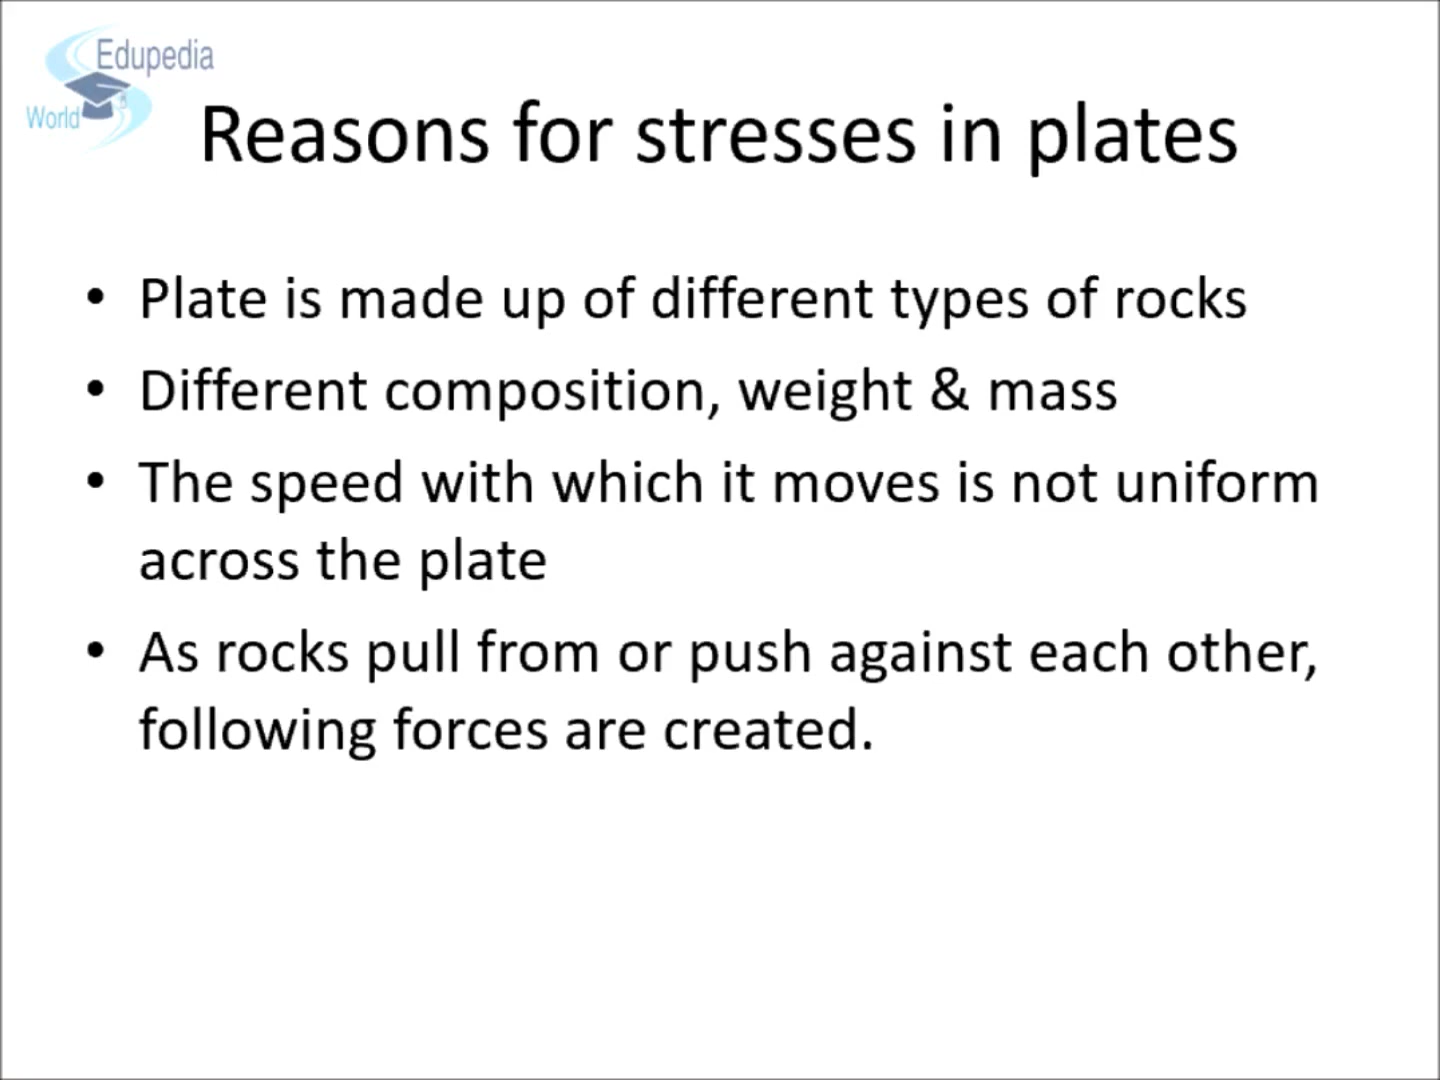 Edupedia
World
Reasons for stresses in plates
• Plate is made up of different types of rocks
• Different composition, weight & mass
• The speed with which it moves is not uniform
across the plate
• As rocks pull from or push against each other,
following forces are created.